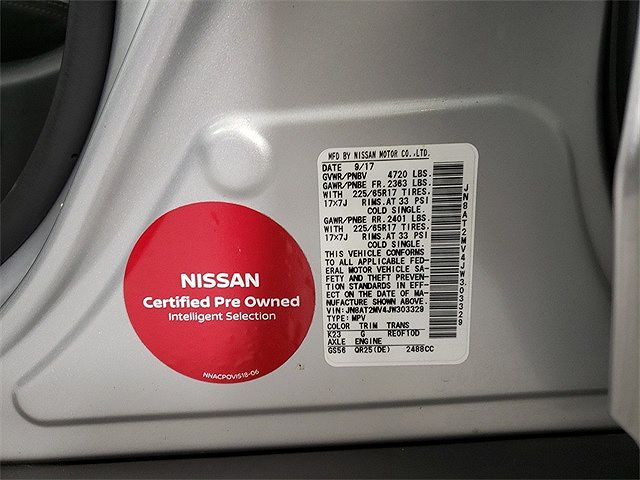 NISSAN
Certified Pre Owned
Intelligent Selection
NNACPOVIS18-06
MFD BY NISSAN MOTOR CO.,LTD.
DATE 9/17
GVWR/PNBV 4720 LBS.
GAWR/PNBE FR. 2363 LBS.
WITH 225/65R17 TIRES.
17×7J RIMS.AT 33 PSI
COLD SINGLE.
GAWR/PNBE RR. 2401 LBS.
WITH 225/65R17 TIRES.
17×7J RIMS.AT 33 PSI
COLD SINGLE.
THIS VEHICLE CONFORMS
TO ALL APPLICABLE FED-
ERAL MOTOR VEHICLE SA-
FETY AND THEFT PREVEN-
TION STANDARDS IN EFF-
ECT ON THE DATE OF MA-
NUFACTURE SHOWN ABOVE.
VIN:JN8AT2MV4JW303329
TYPE:MPV
COLOR TRIM TRANS
K23 G RE0F10D
AXLE ENGINE
GS56 QR25(DE) 2488CC
JN8AT2MV4JW303329